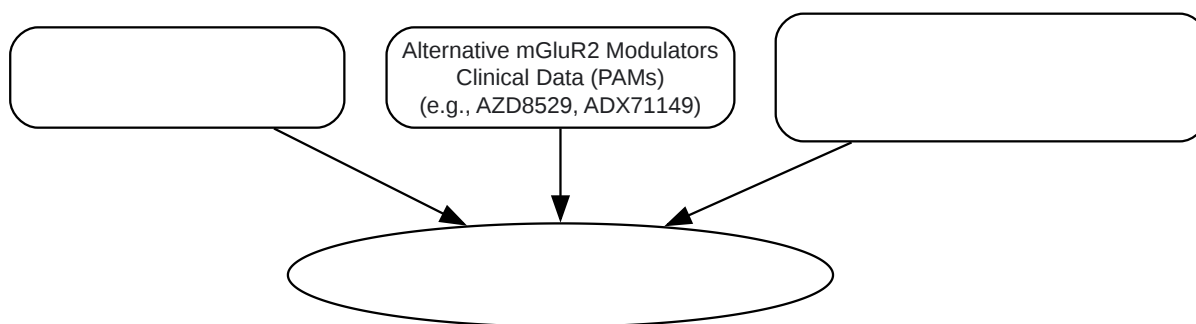 Alternative mGluR2 Modulators
Clinical Data (PAMs)
(e.g., AZD8529, ADX71149)